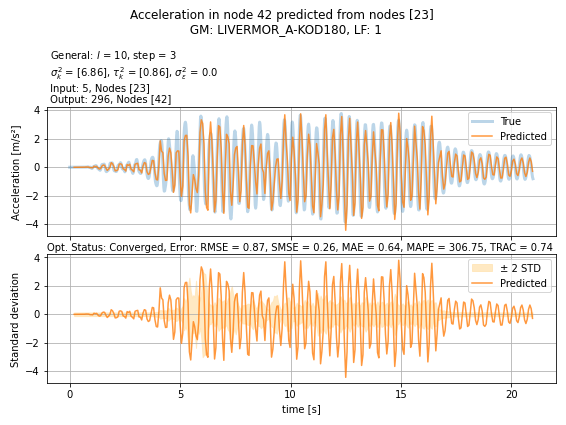 Acceleration in node 42 predicted from nodes [23]
GM: LIVERMOR_A-KOD180, LF: 1
General: l = 10, step = 3
σ²ₖ = [6.86], τ²ₖ = [0.86], σ²ₑ = 0.0
Input: 5, Nodes [23]
Output: 296, Nodes [42]
4
2
0
−2
−4
Acceleration [m/s²]
True
Predicted
Opt. Status: Converged, Error: RMSE = 0.87, SMSE = 0.26, MAE = 0.64, MAPE = 306.75, TRAC = 0.74
4
2
0
−2
−4
Standard deviation
± 2 STD
Predicted
0
5
10
15
20
time [s]